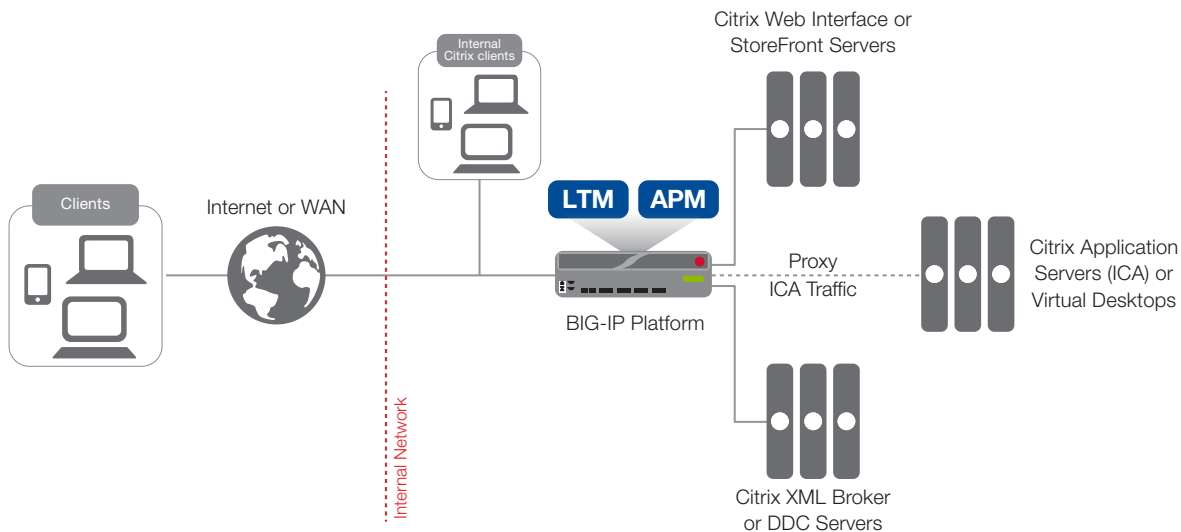 Citrix Web Interface or
StoreFront Servers
Internal
Citrix clients
LTM
APM
Clients
Internet or WAN
Proxy
ICA Traffic
Citrix Application
Servers (ICA) or
Virtual Desktops
BIG-IP Platform
Internal Network
Citrix XML Broker
or DDC Servers